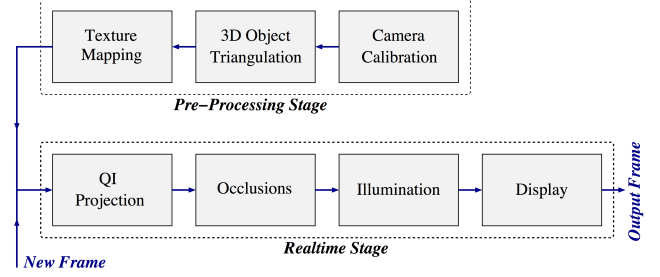 Texture
Mapping
3D Object
Triangulation
Camera
Calibration
Pre-Processing Stage
QI
Projection
Occlusions
Illumination
Display
Output Frame
Realtime Stage
New Frame